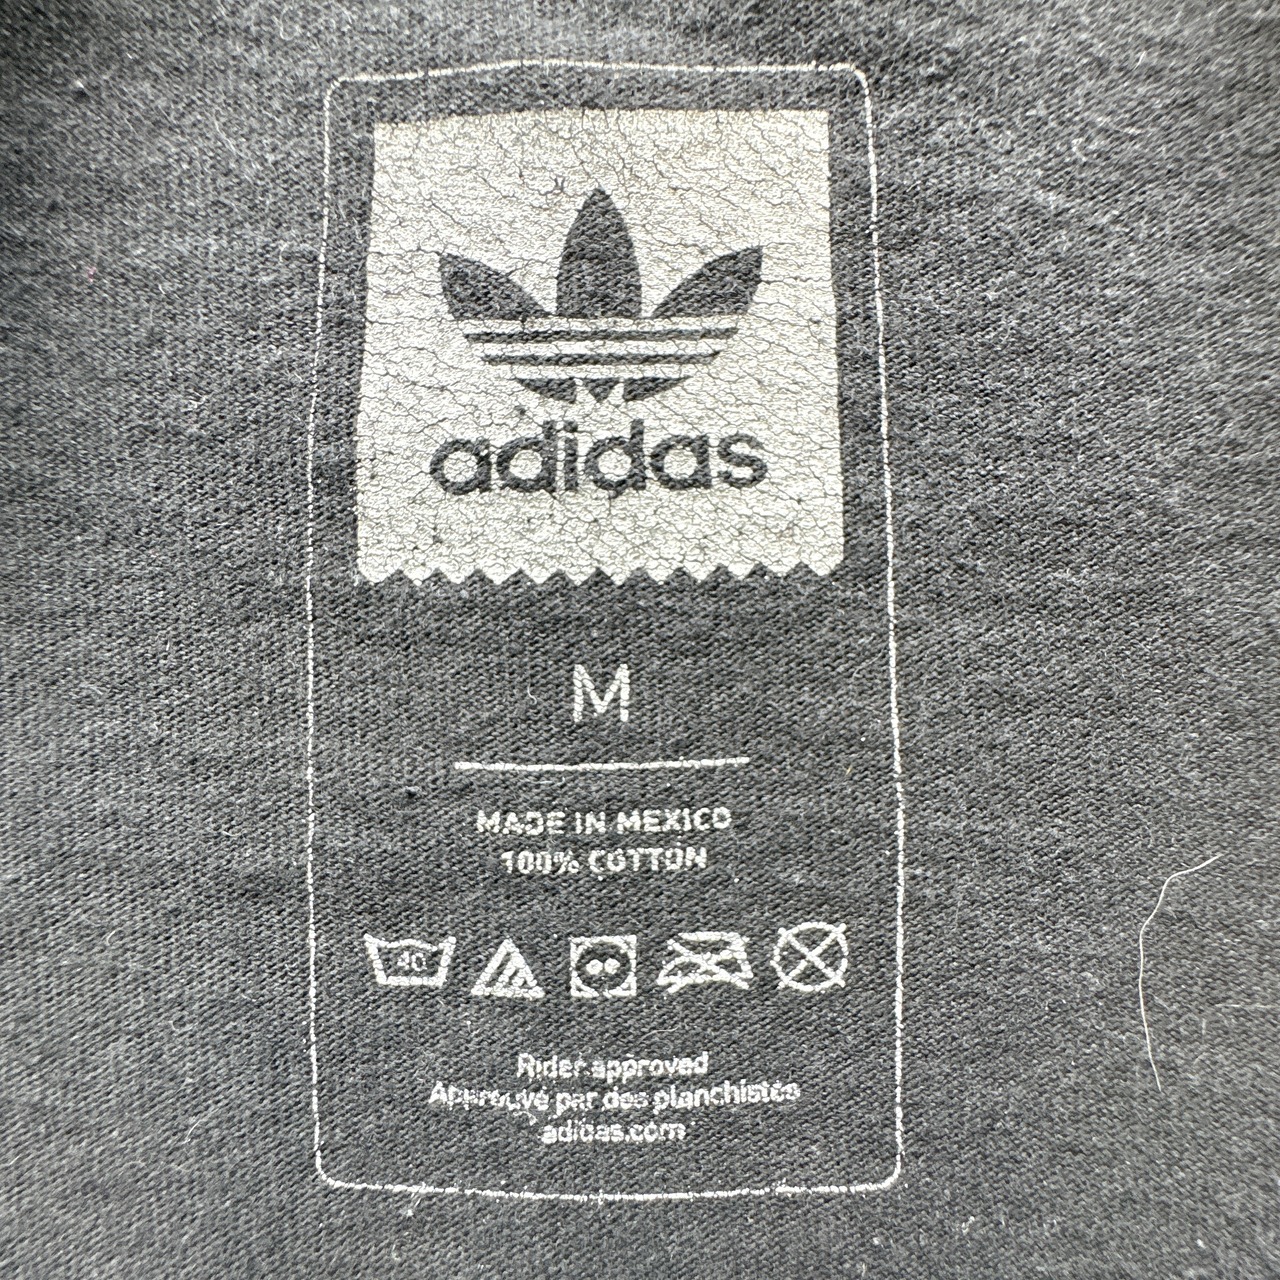 adidas
M
MADE IN MEXICO
100% COTTON
40
Rider approved
Approuvé par des planchistes
adidas.com